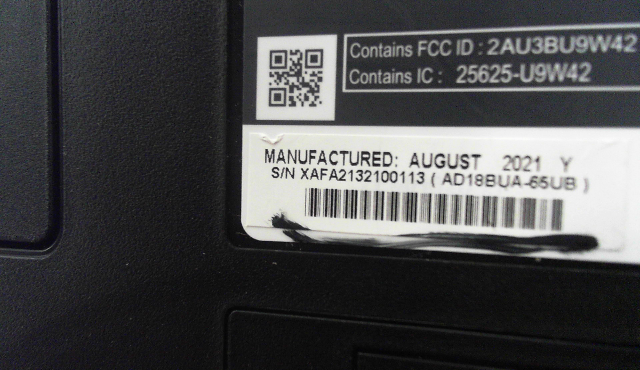 Contains FCC ID : 2AU3BU9W42
Contains IC : 25625-U9W42
MANUFACTURED: AUGUST 2021 Y
S/N XAFA2132100113 ( AD18BUA-65UB )